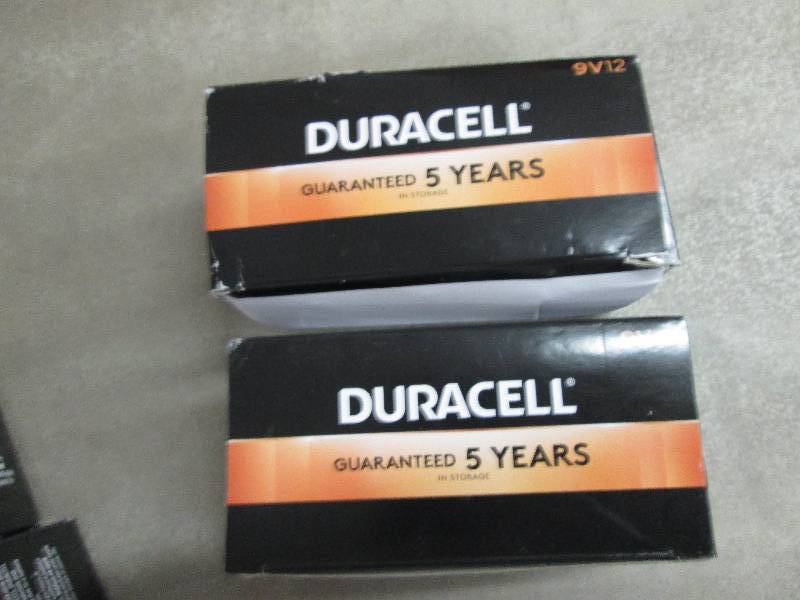 9V12
DURACELL®
GUARANTEED 5 YEARS
IN STORAGE
DURACELL®
GUARANTEED 5 YEARS
IN STORAGE